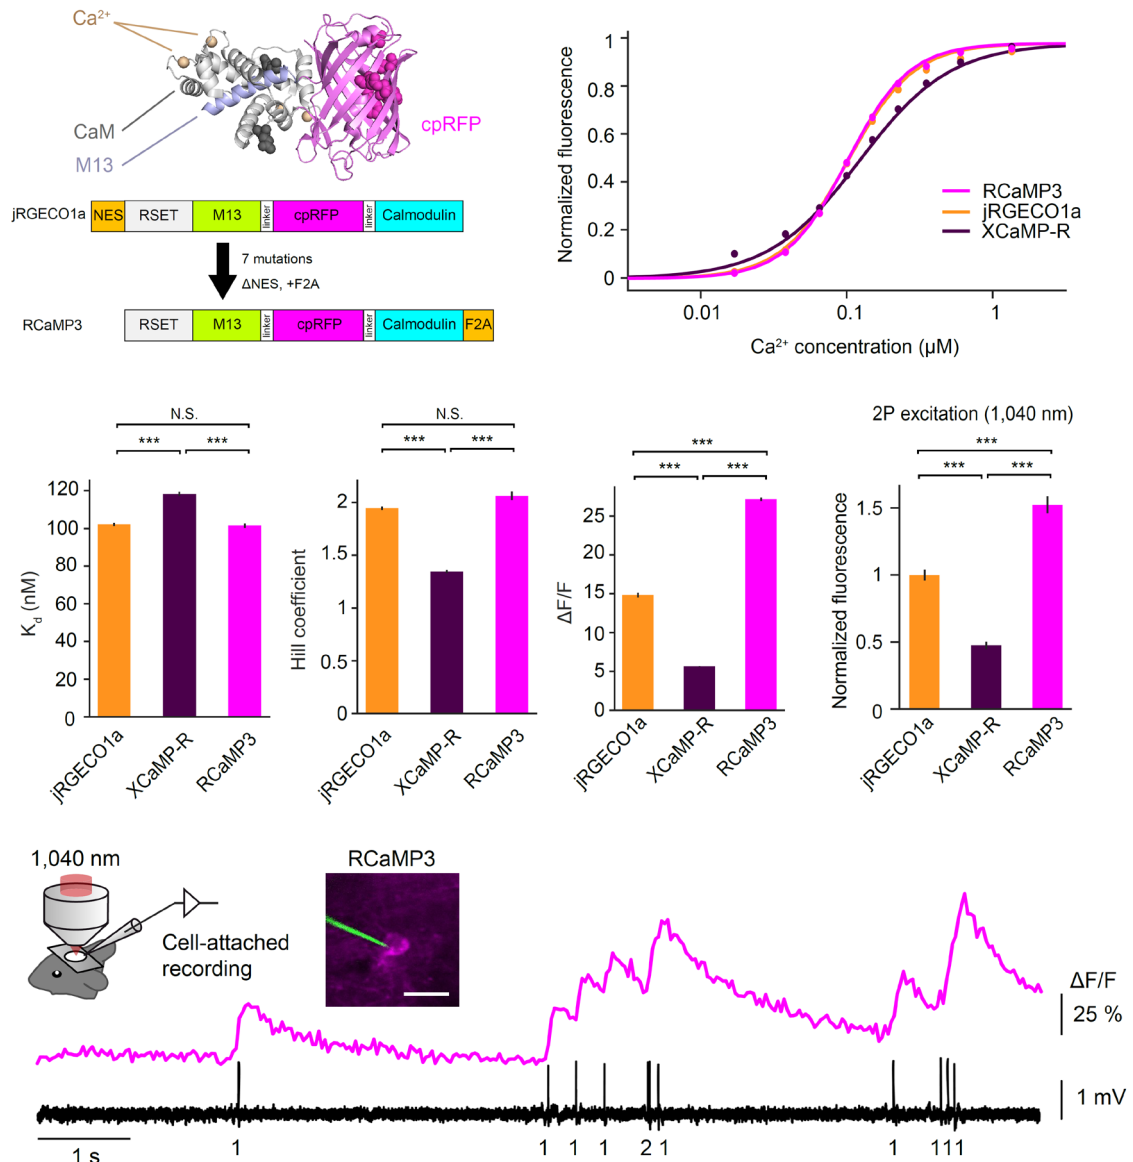 Ca²⁺
CaM
M13
cpRFP
jRGECO1a
NES
RSET
M13
linker
cpRFP
linker
Calmodulin
7 mutations
ΔNES, +F2A
RCaMP3
RSET
M13
linker
cpRFP
linker
Calmodulin
F2A
Normalized fluorescence
1
0.8
0.6
0.4
0.2
0
RCaMP3
jRGECO1a
XCaMP-R
0.01
0.1
1
Ca²⁺ concentration (µM)
N.S.
***
***
120
100
80
60
40
20
0
K_d (nM)
jRGECO1a
XCaMP-R
RCaMP3
N.S.
***
***
2
1.5
1
0.5
0
Hill coefficient
jRGECO1a
XCaMP-R
RCaMP3
***
***
***
25
20
15
10
5
0
ΔF/F
jRGECO1a
XCaMP-R
RCaMP3
2P excitation (1,040 nm)
***
***
***
1.5
1
0.5
0
Normalized fluorescence
jRGECO1a
XCaMP-R
RCaMP3
1,040 nm
Cell-attached
recording
RCaMP3
ΔF/F
25 %
1 mV
1 s
1
1
1
1
2
1
1
111